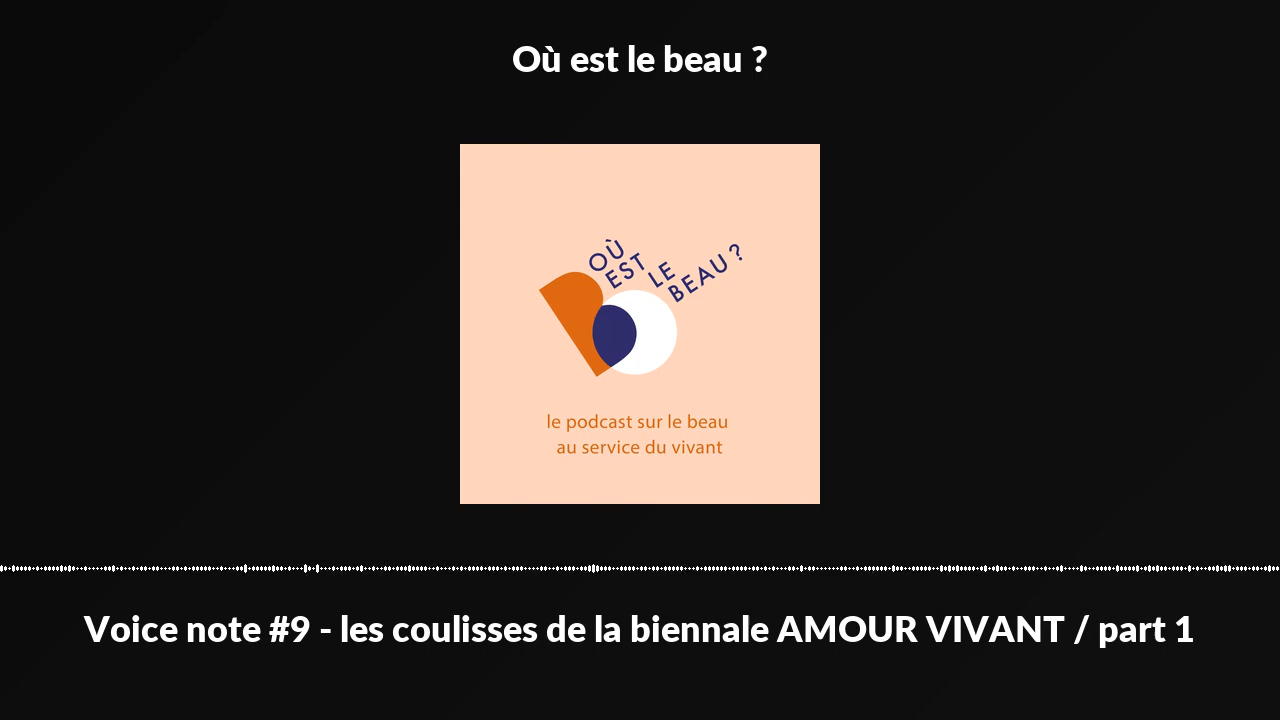 Où est le beau ?
OÙ
EST
LE
BEAU ?
le podcast sur le beau
au service du vivant
Voice note #9 - les coulisses de la biennale AMOUR VIVANT / part 1